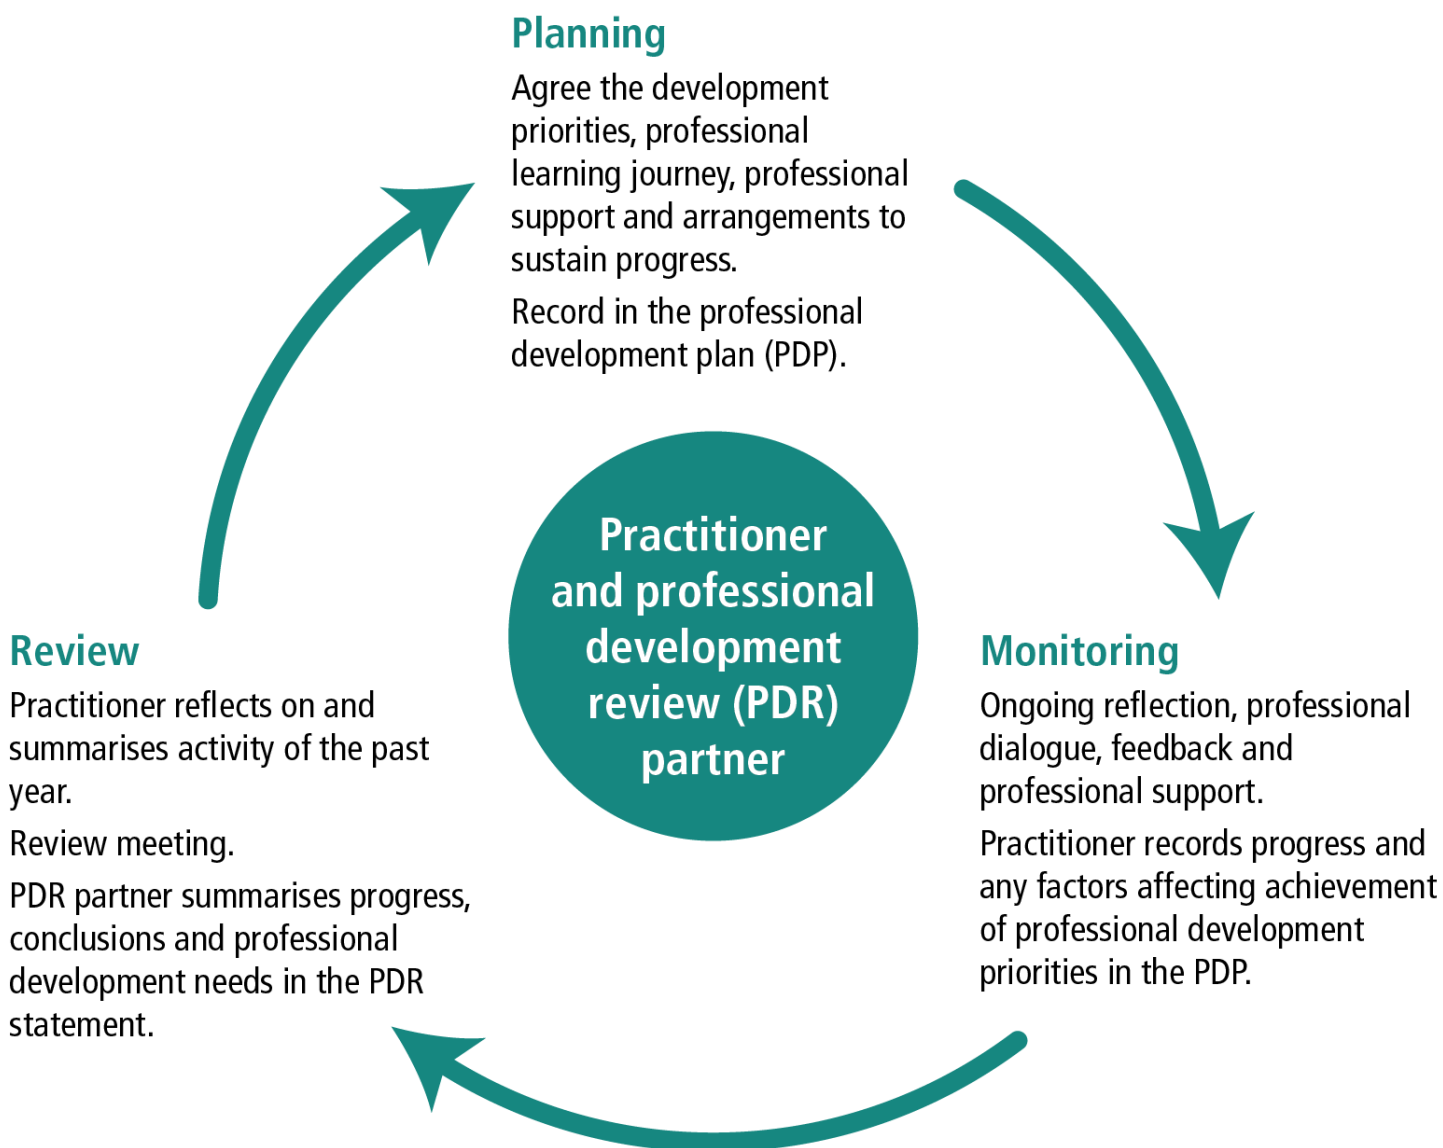 Planning
Agree the development
priorities, professional
learning journey, professional
support and arrangements to
sustain progress.
Record in the professional
development plan (PDP).
Practitioner
and professional
development
review (PDR)
partner
Monitoring
Ongoing reflection, professional
dialogue, feedback and
professional support.
Practitioner records progress and
any factors affecting achievement
of professional development
priorities in the PDP.
Review
Practitioner reflects on and
summarises activity of the past
year.
Review meeting.
PDR partner summarises progress,
conclusions and professional
development needs in the PDR
statement.